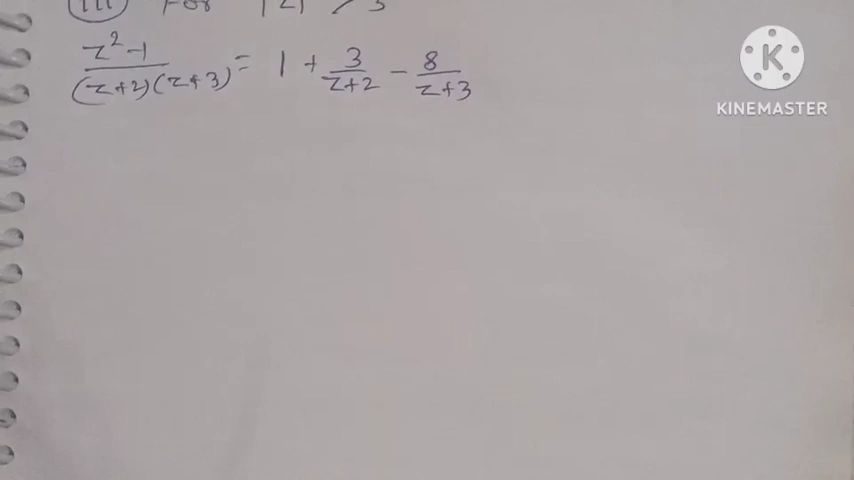 (III) For |z| > 3
z² -1 / (z+2)(z+3) = 1 + 3 / z+2 - 8 / z+3
K
KINEMASTER